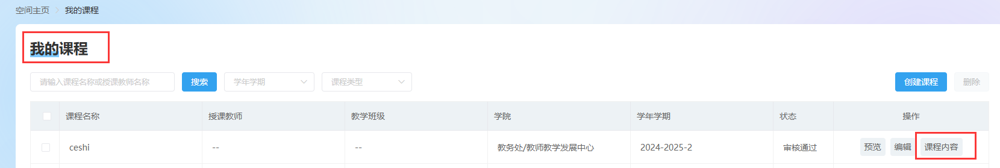 空间主页 > 我的课程
我的课程
请输入课程名称或授课教师名称 搜索 学年学期 课程类型 创建课程 删除
课程名称 授课教师 教学班级 学院 学年学期 状态 操作
ceshi -- -- 教务处/教师教学发展中心 2024-2025-2 审核通过 预览 编辑 课程内容